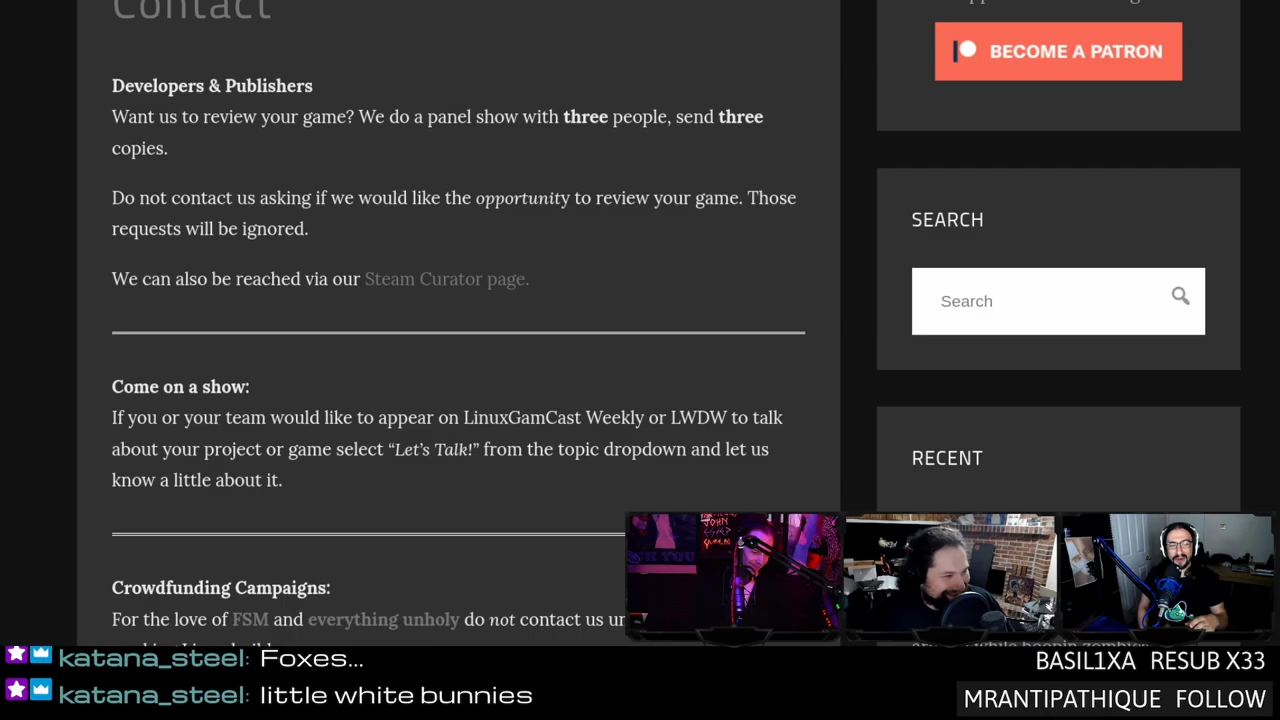 Contact
BECOME A PATRON
Developers & Publishers
Want us to review your game? We do a panel show with three people, send three
copies.
Do not contact us asking if we would like the opportunity to review your game. Those
requests will be ignored.
We can also be reached via our Steam Curator page.
SEARCH
Search
Come on a show:
If you or your team would like to appear on LinuxGamCast Weekly or LWDW to talk
about your project or game select “Let’s Talk!” from the topic dropdown and let us
know a little about it.
RECENT
Crowdfunding Campaigns:
For the love of FSM and everything unholy do not contact us
katana_steel: Foxes...
katana_steel: little white bunnies
BASIL1XA RESUB X33
MRANTIPATHIQUE FOLLOW